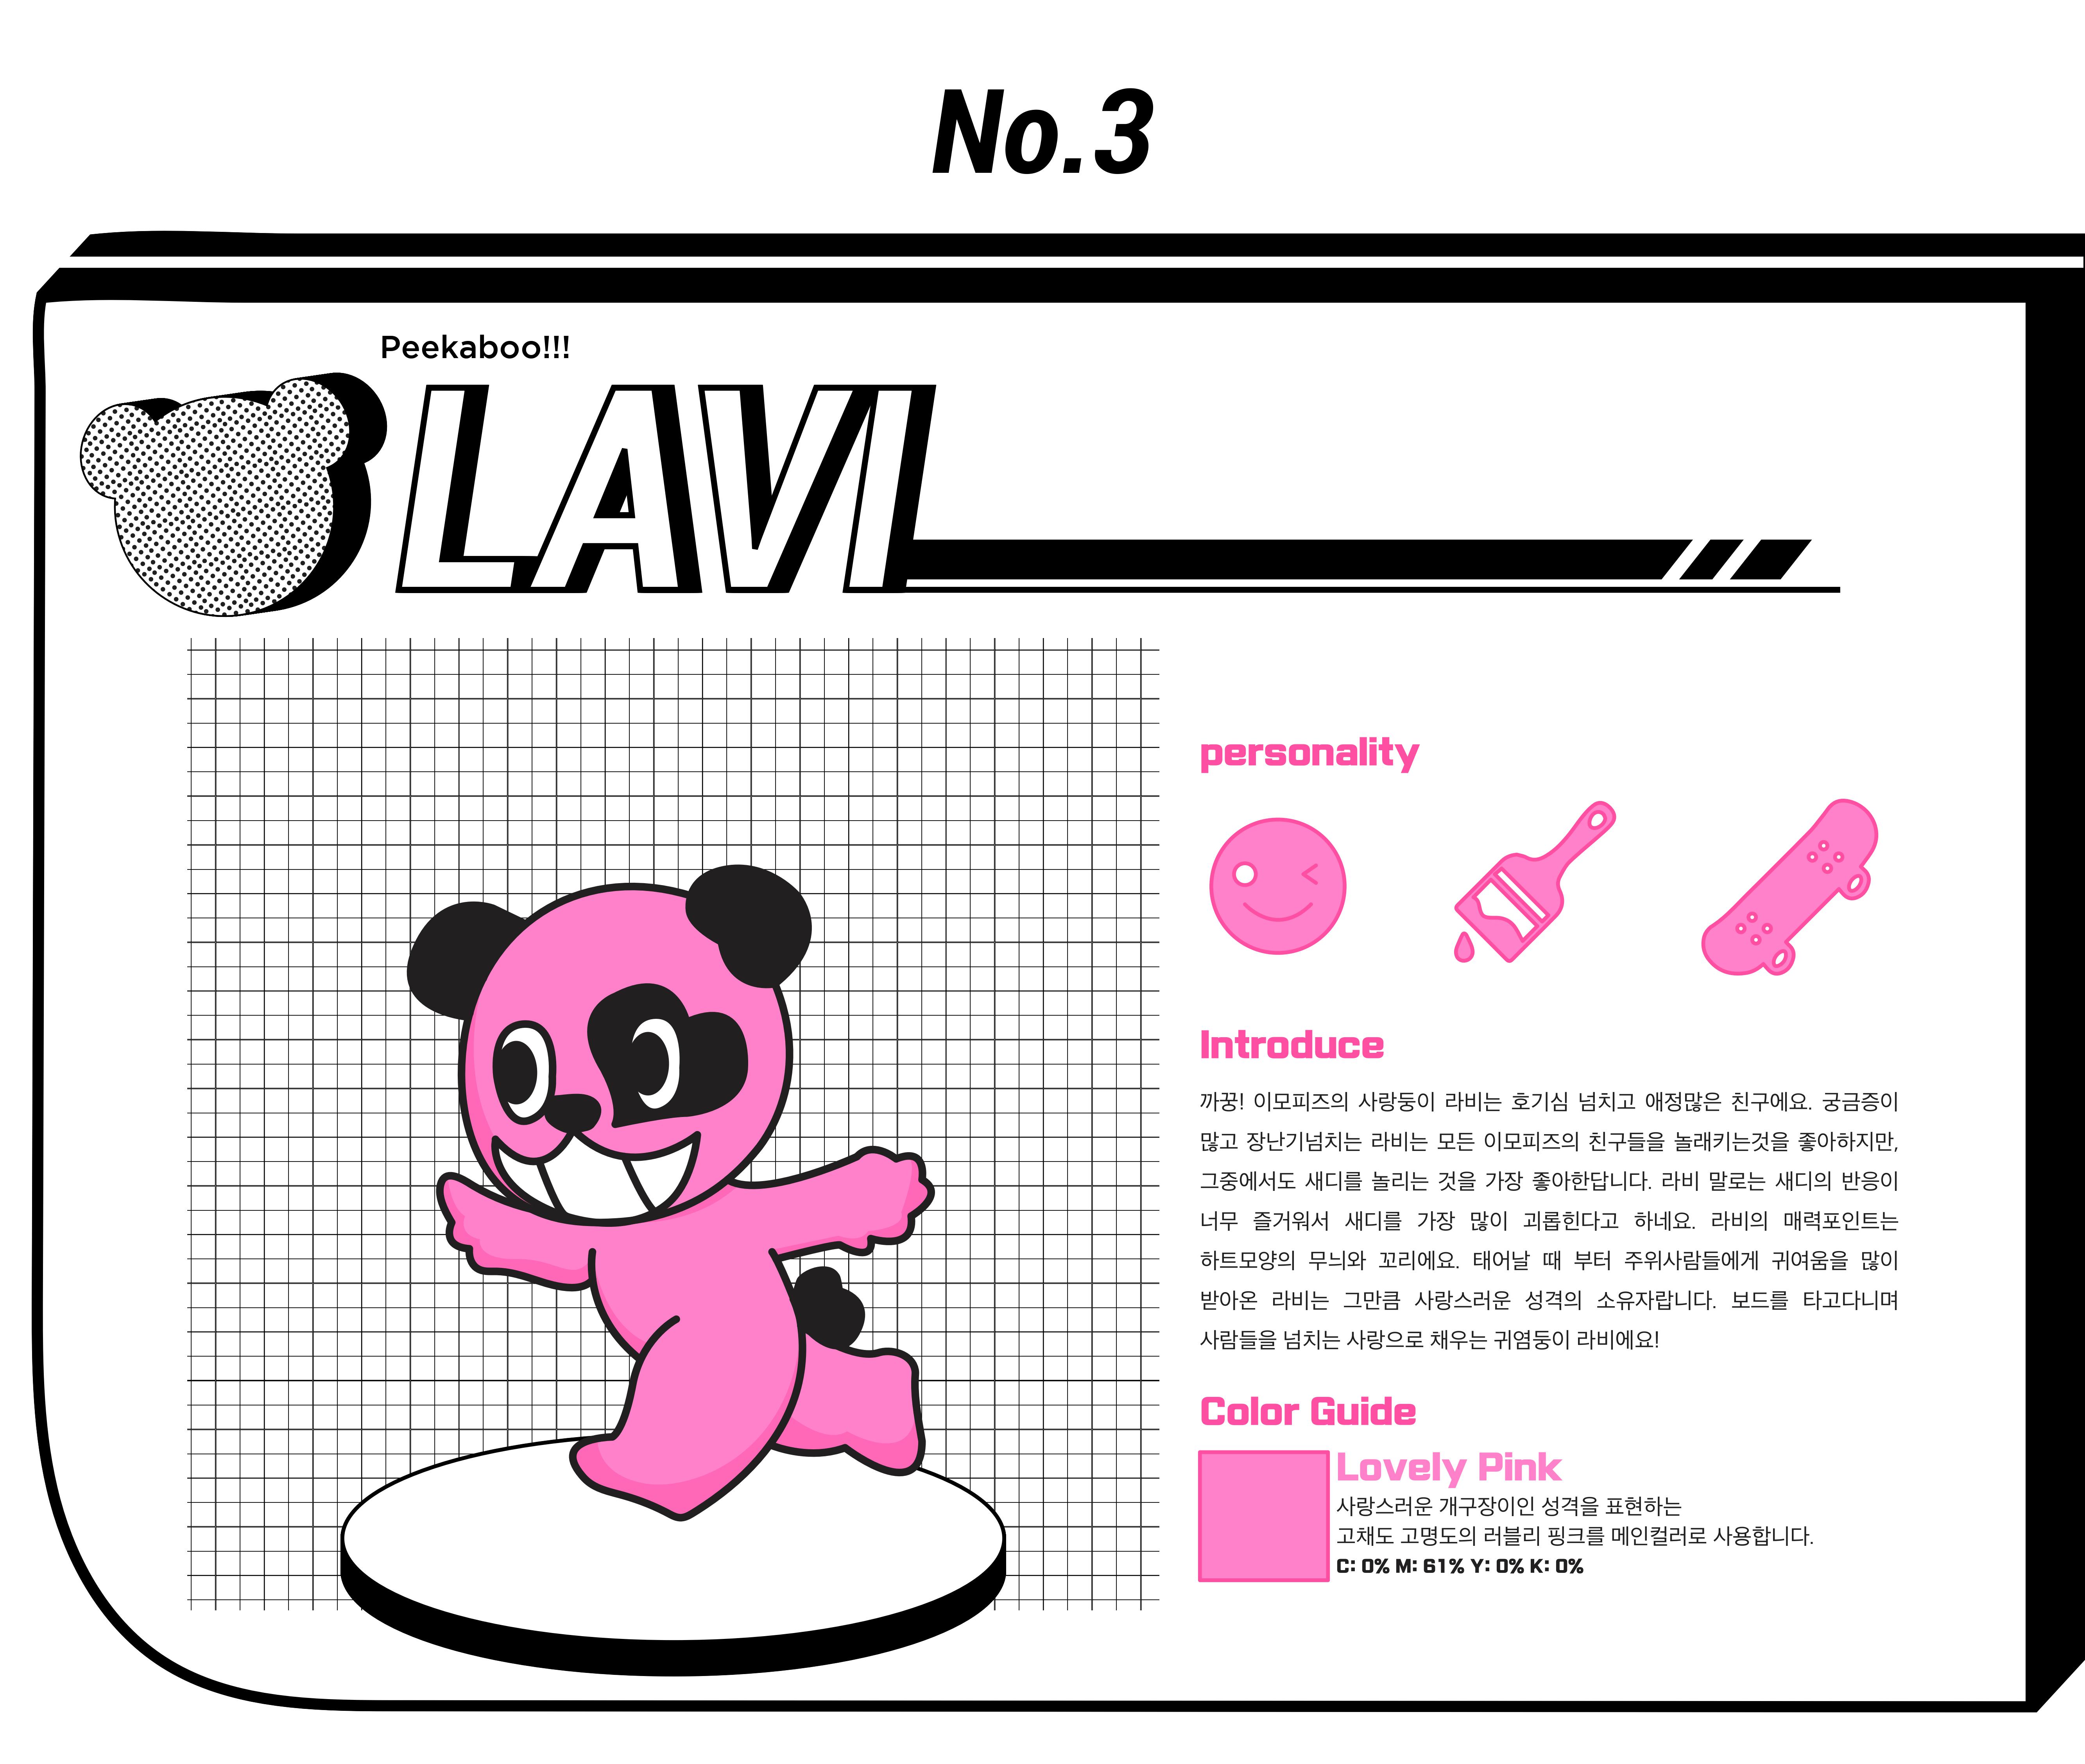 No.3
Peekaboo!!!
LAVI
personality
Introduce
까꿍! 이모피즈의 사랑둥이 라비는 호기심 넘치고 애정많은 친구에요. 궁금증이
많고 장난기넘치는 라비는 모든 이모피즈의 친구들을 놀래키는것을 좋아하지만,
그중에서도 새디를 놀리는 것을 가장 좋아한답니다. 라비 말로는 새디의 반응이
너무 즐거워서 새디를 가장 많이 괴롭힌다고 하네요. 라비의 매력포인트는
하트모양의 무늬와 꼬리에요. 태어날 때 부터 주위사람들에게 귀여움을 많이
받아온 라비는 그만큼 사랑스러운 성격의 소유자랍니다. 보드를 타고다니며
사람들을 넘치는 사랑으로 채우는 귀염둥이 라비에요!
Color Guide
Lovely Pink
사랑스러운 개구장이인 성격을 표현하는
고채도 고명도의 러블리 핑크를 메인컬러로 사용합니다.
C: 0% M: 61% Y: 0% K: 0%